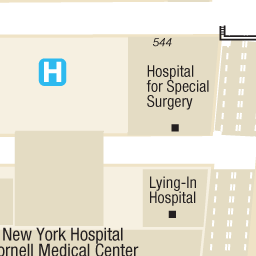 544
H
Hospital
for Special
Surgery
Lying-In
Hospital
New York Hospital
ornell Medical Center